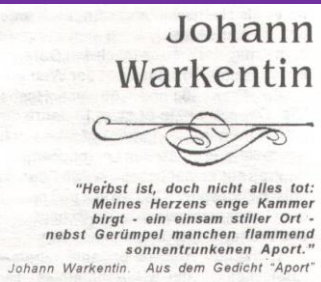 Johann
Warkentin
"Herbst ist, doch nicht alles tot:
Meines Herzens enge Kammer
birgt - ein einsam stiller Ort -
nebst Gerümpel manchen flammend
sonnentrunkenen Aport."
Johann Warkentin. Aus dem Gedicht "Aport"